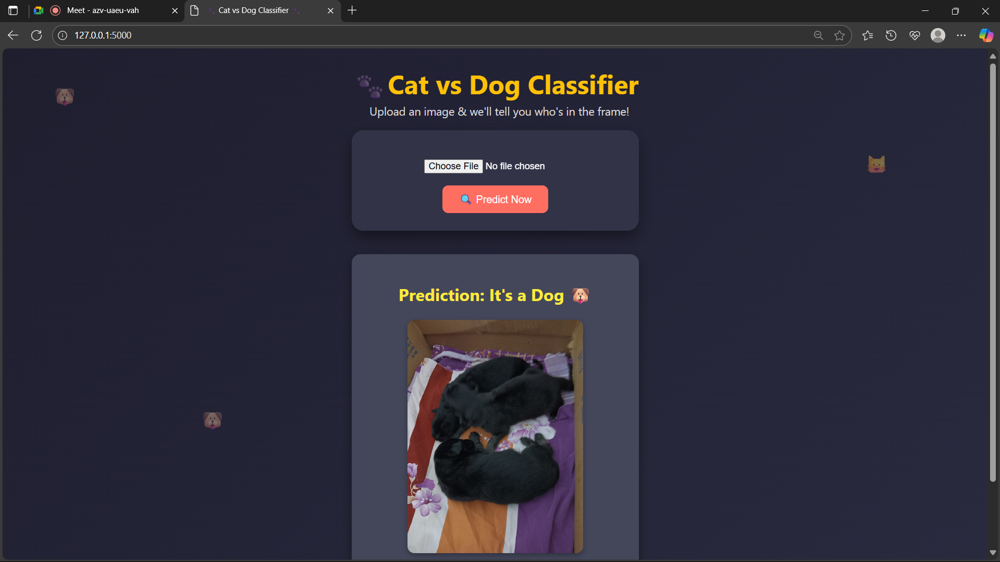 Meet - azv-uaeu-vah
Cat vs Dog Classifier
127.0.0.1:5000
Cat vs Dog Classifier
Upload an image & we'll tell you who's in the frame!
Choose File No file chosen
🔍 Predict Now
Prediction: It's a Dog 🐶